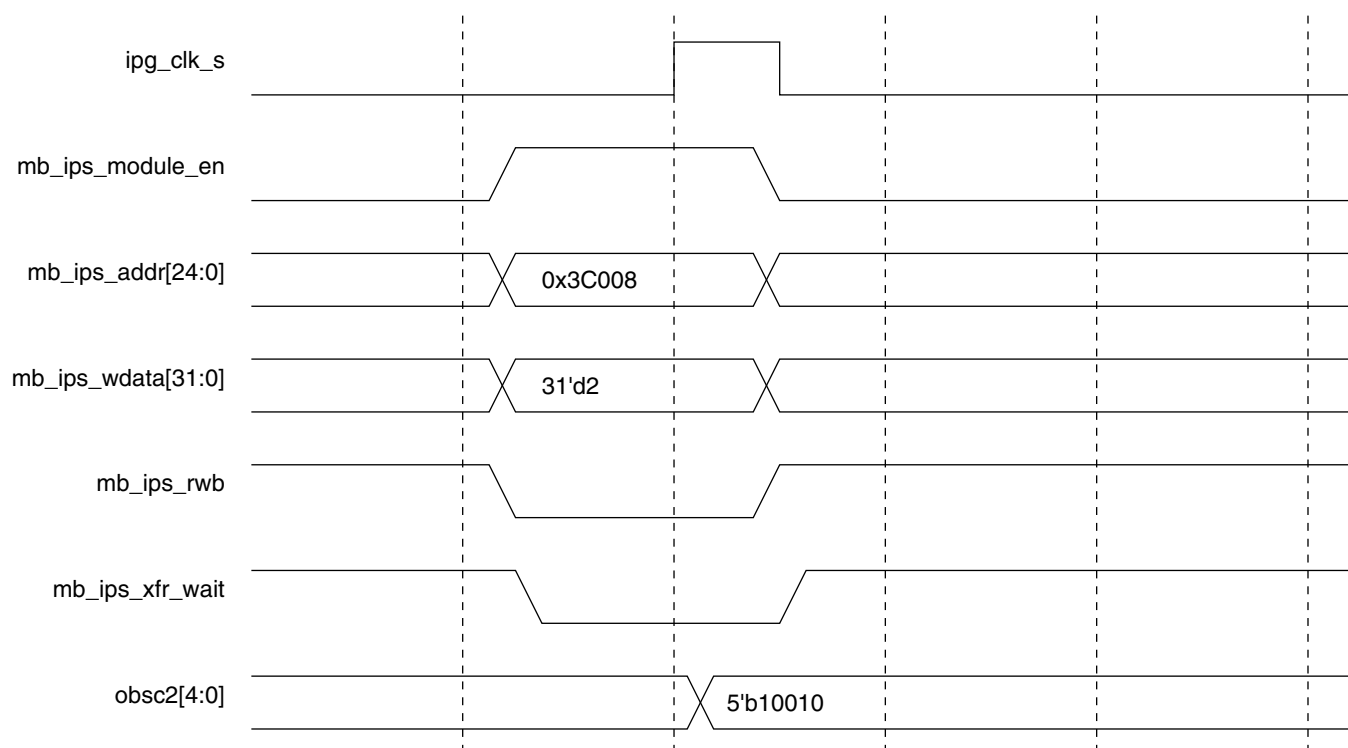 ipg_clk_s
mb_ips_module_en
mb_ips_addr[24:0]
0x3C008
mb_ips_wdata[31:0]
31'd2
mb_ips_rwb
mb_ips_xfr_wait
obsc2[4:0]
5'b10010